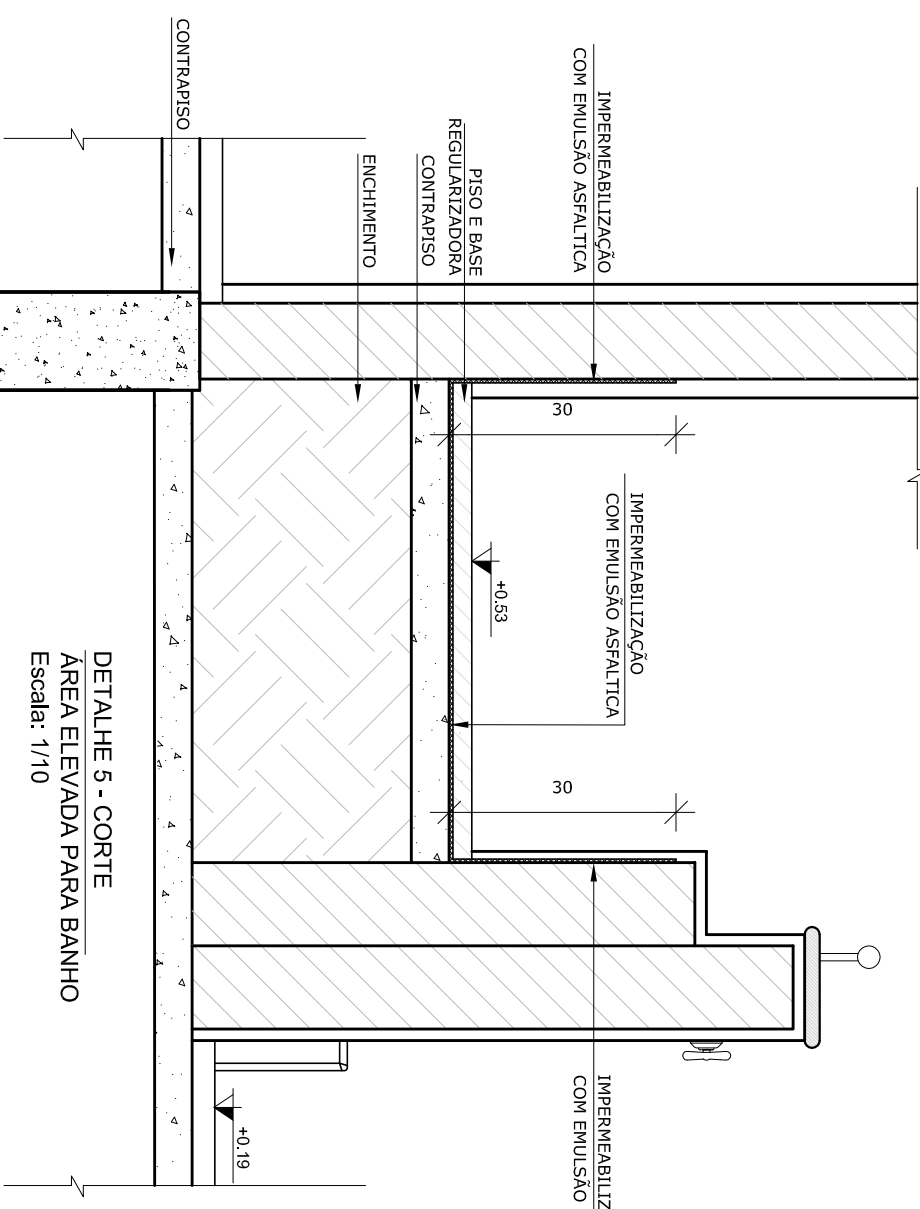 CONTRAPISO
IMPERMEABILIZAÇÃO
COM EMULSÃO ASFALTICA
PISO E BASE
REGULARIZADORA
CONTRAPISO
ENCHIMENTO
30
IMPERMEABILIZAÇÃO
COM EMULSÃO ASFALTICA
+0.53
30
IMPERMEABILIZ
COM EMULSÃO
+0.19
DETALHE 5 - CORTE
ÁREA ELEVADA PARA BANHO
Escala: 1/10